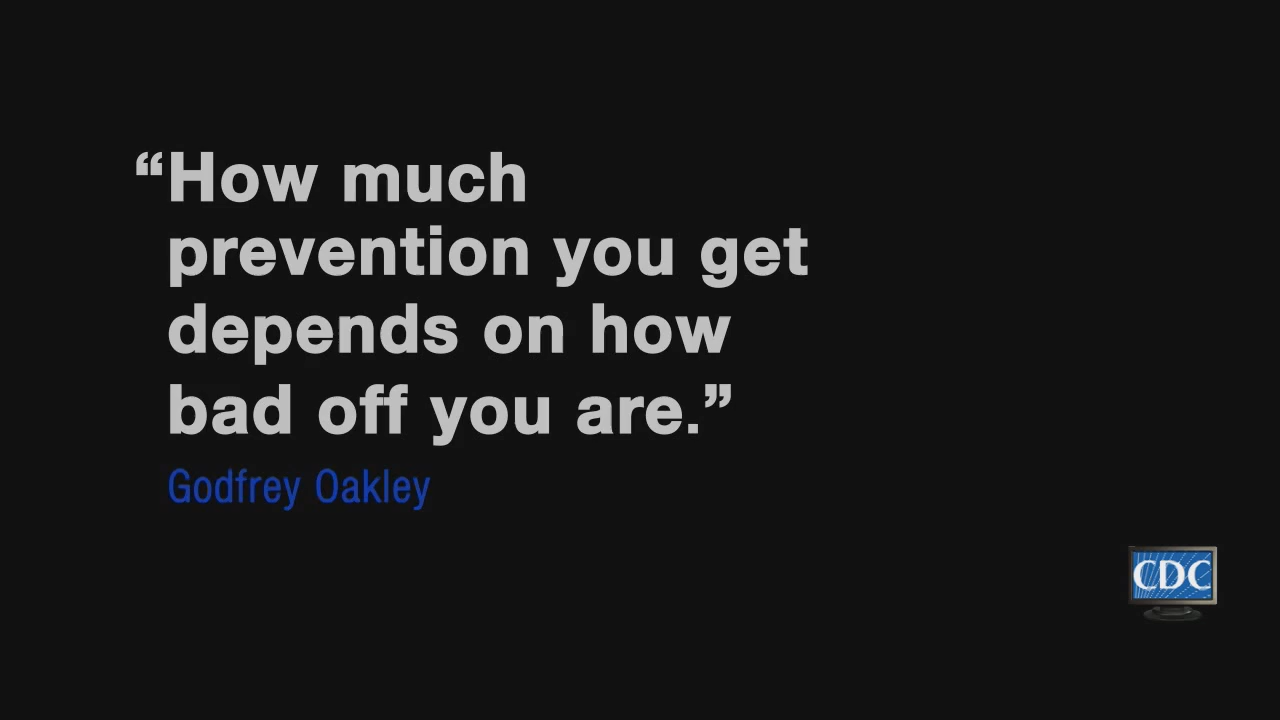 “How much
prevention you get
depends on how
bad off you are.”
Godfrey Oakley
CDC